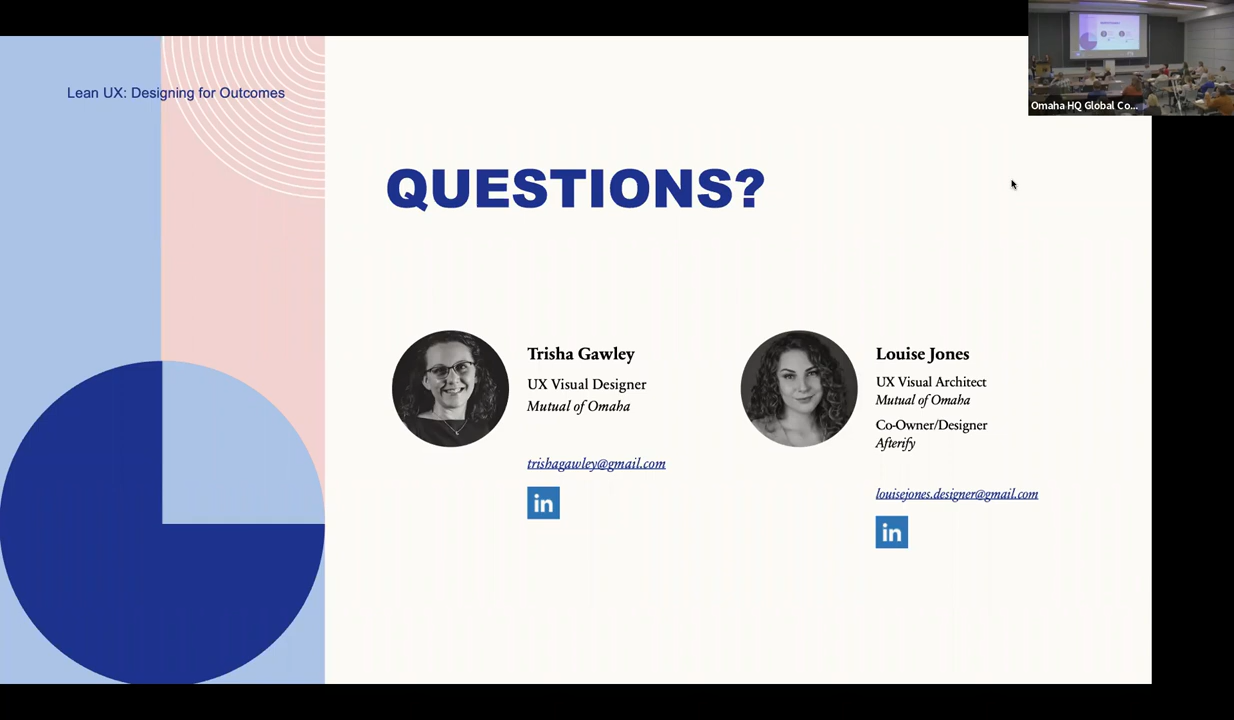 Omaha HQ Global Co...
Lean UX: Designing for Outcomes
QUESTIONS?
Trisha Gawley
UX Visual Designer
Mutual of Omaha
trishagawley@gmail.com
in
Louise Jones
UX Visual Architect
Mutual of Omaha
Co-Owner/Designer
Afterify
louisejones.designer@gmail.com
in